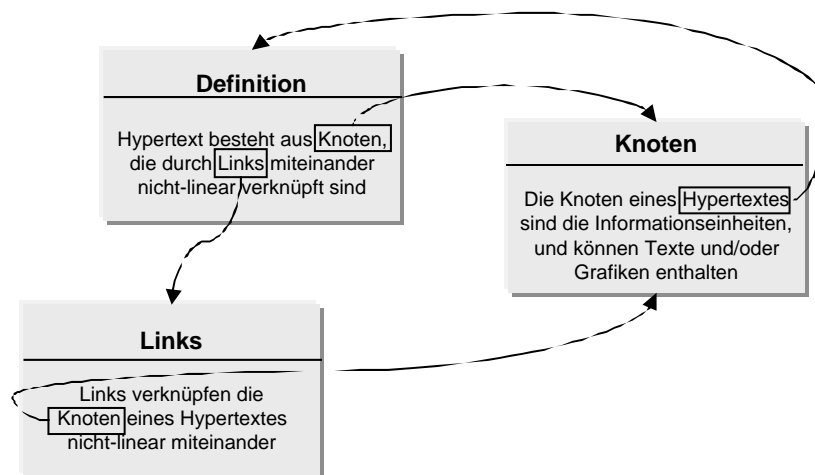 Definition
Hypertext besteht aus Knoten,
die durch Links miteinander
nicht-linear verknüpft sind
Knoten
Die Knoten eines Hypertextes
sind die Informationseinheiten,
und können Texte und/oder
Grafiken enthalten
Links
Links verknüpfen die
Knoten eines Hypertextes
nicht-linear miteinander